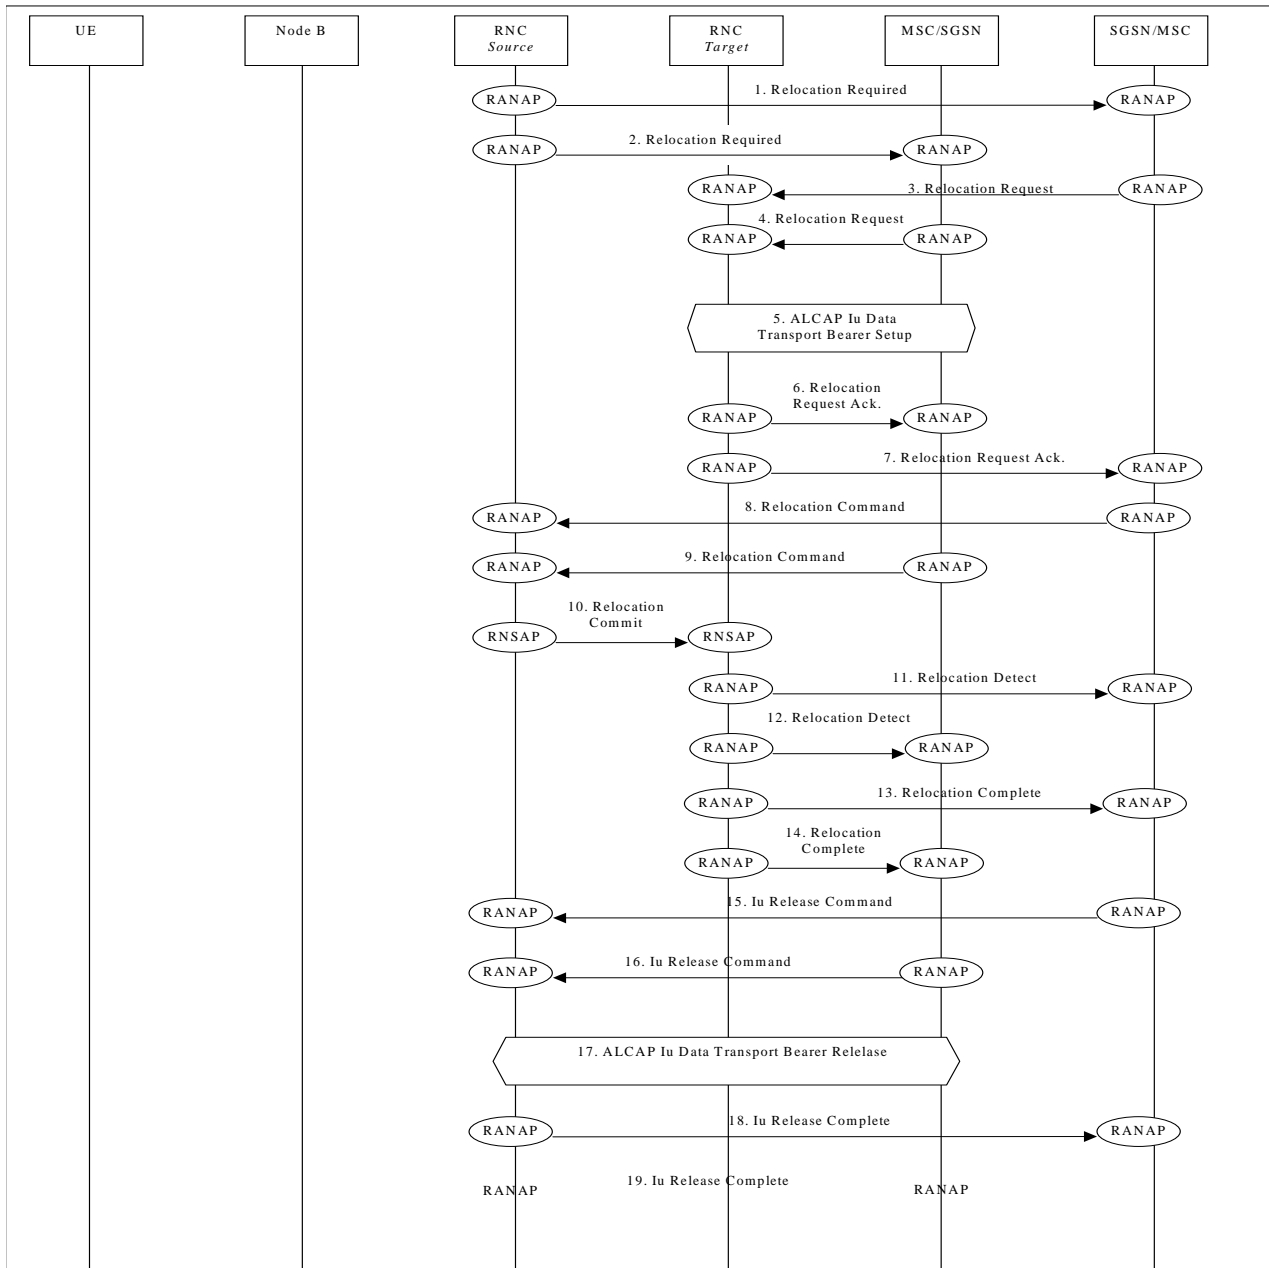 UE
Node B
RNC
Source
RNC
Target
MSC/SGSN
SGSN/MSC
RANAP
1. Relocation Required
RANAP
RANAP
2. Relocation Required
RANAP
RANAP
3. Relocation Request
RANAP
RANAP
4. Relocation Request
RANAP
5. ALCAP Iu Data
Transport Bearer Setup
RANAP
6. Relocation
Request Ack.
RANAP
RANAP
7. Relocation Request Ack.
RANAP
RANAP
8. Relocation Command
RANAP
RANAP
9. Relocation Command
RANAP
RNSAP
10. Relocation
Commit
RNSAP
RANAP
11. Relocation Detect
RANAP
12. Relocation Detect
RANAP
RANAP
RANAP
13. Relocation Complete
RANAP
RANAP
14. Relocation
Complete
RANAP
RANAP
15. Iu Release Command
RANAP
RANAP
16. Iu Release Command
RANAP
17. ALCAP Iu Data Transport Bearer Relelase
RANAP
18. Iu Release Complete
RANAP
RANAP
19. Iu Release Complete
RANAP